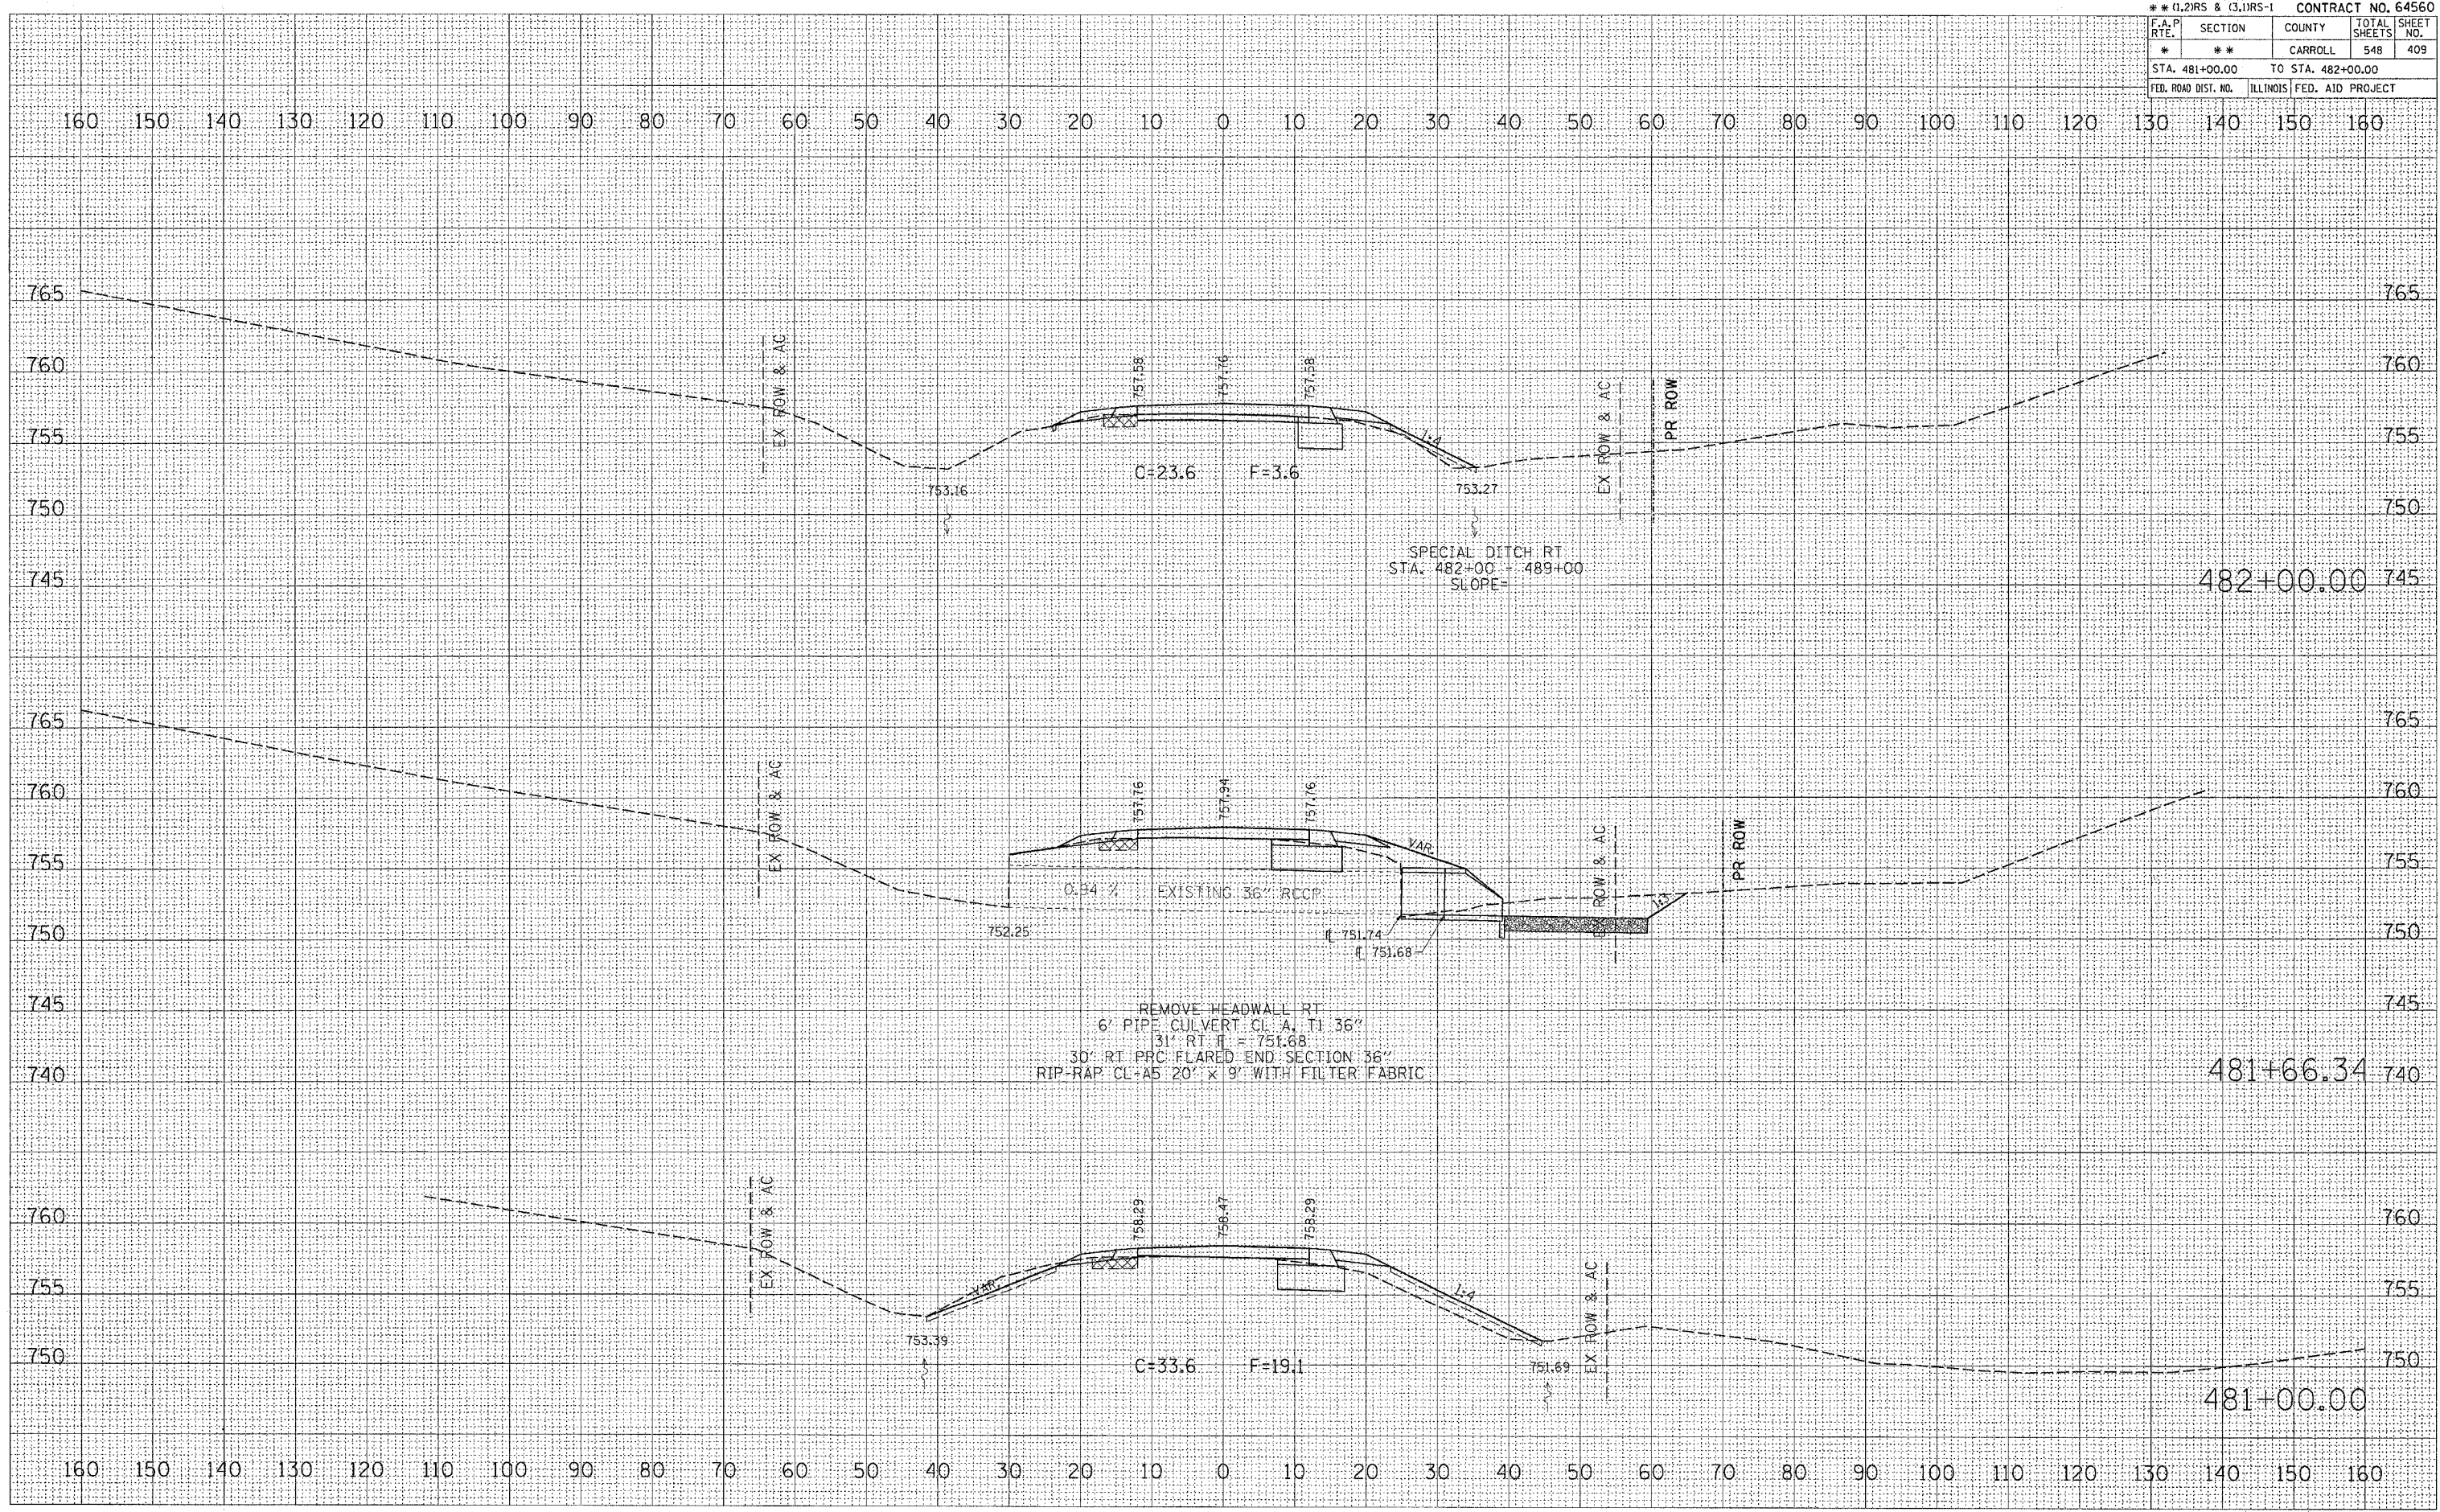 * * (1,2)RS & (3,1)RS-1 CONTRACT NO. 64560
F.A.P RTE. SECTION COUNTY TOTAL SHEETS SHEET NO.
* * * CARROLL 548 409
STA. 481+00.00 TO STA. 482+00.00
FED. ROAD DIST. NO. ILLINOIS FED. AID PROJECT
160 150 140 130 120 110 100 90 80 70 60 50 40 30 20 10 0 10 20 30 40 50 60 70 80 90 100 110 120 130 140 150 160
765 765
760 760
755 755
750 750
745 745
EX ROW & AC
757.58
757.76
757.58
1:4
EX ROW & AC
PR ROW
C=23.6 F=3.6
753.16
753.27
SPECIAL DITCH RT
STA. 482+00 - 489+00
SLOPE=
482+00.00
765 765
760 760
755 755
750 750
745 745
740 740
EX ROW & AC
757.76
757.94
757.76
VAR.
EX ROW & AC
PR ROW
1:3
0.94 % EXISTING 36" RCCP
752.25
FL 751.74
FL 751.68
REMOVE HEADWALL RT
6' PIPE CULVERT CL A, T1 36"
31' RT FL = 751.68
30' RT PRC FLARED END SECTION 36"
RIP-RAP CL-A5 20' x 9' WITH FILTER FABRIC
481+66.34
760 760
755 755
750 750
EX ROW & AC
VAR.
758.29
758.47
758.29
1:4
EX ROW & AC
753.39
C=33.6 F=19.1
751.69
481+00.00
160 150 140 130 120 110 100 90 80 70 60 50 40 30 20 10 0 10 20 30 40 50 60 70 80 90 100 110 120 130 140 150 160